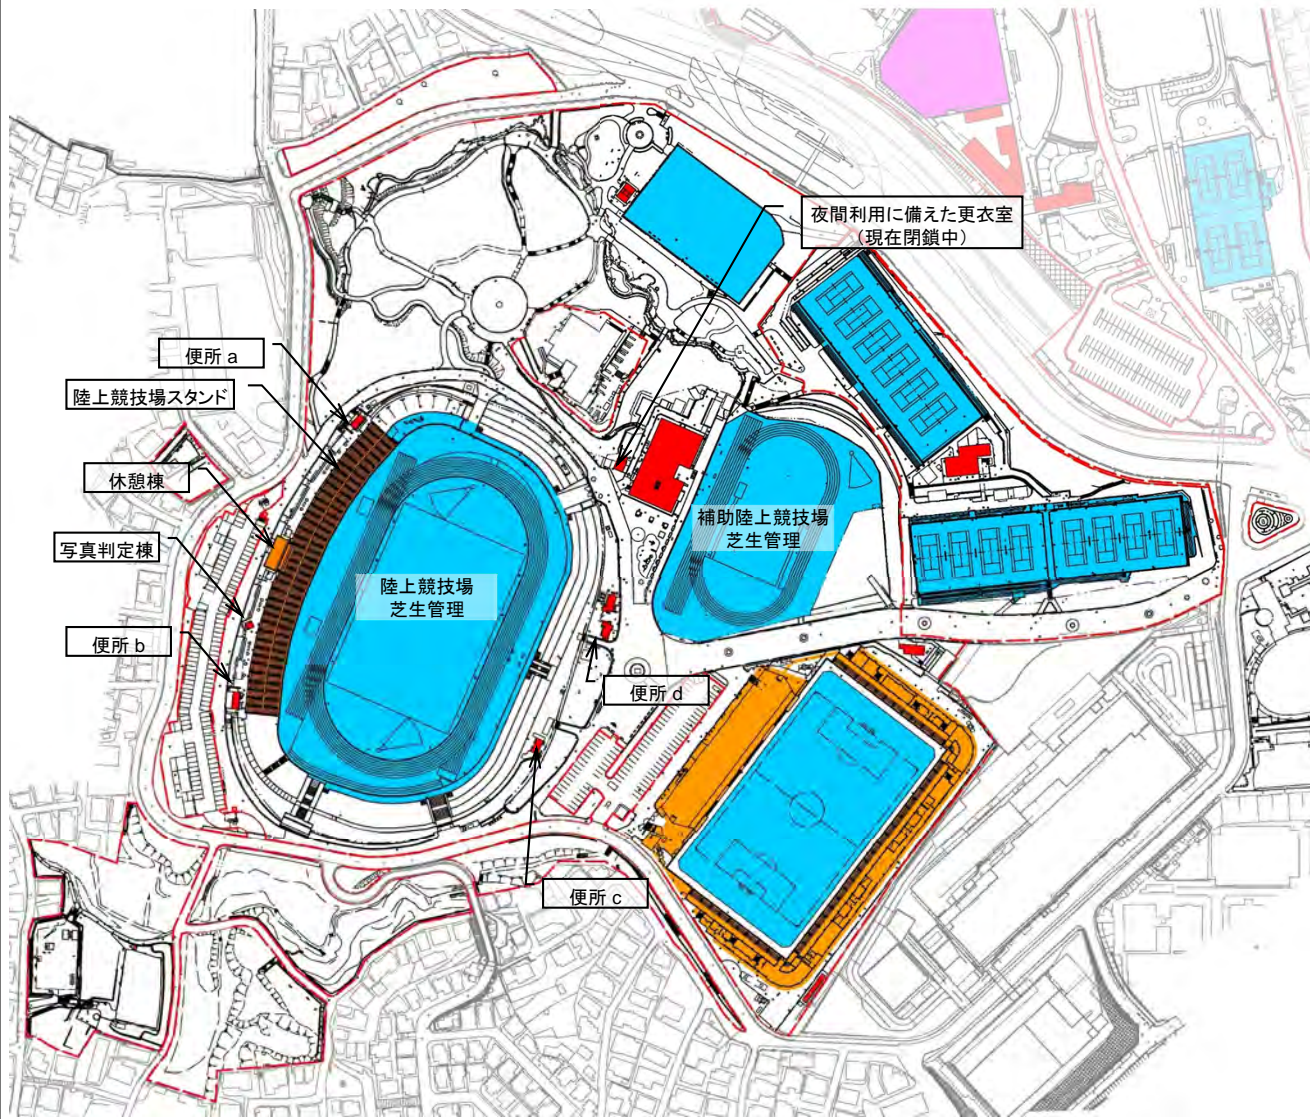 夜間利用に備えた更衣室
(現在閉鎖中)
便所 a
陸上競技場スタンド
休憩棟
写真判定棟
便所 b
陸上競技場
芝生管理
補助陸上競技場
芝生管理
便所 d
便所 c